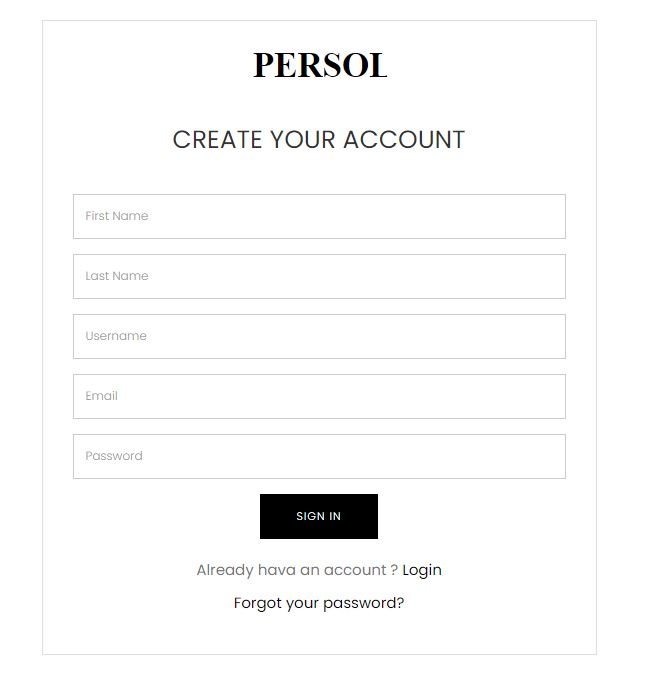 PERSOL
CREATE YOUR ACCOUNT
First Name
Last Name
Username
Email
Password
SIGN IN
Already hava an account ? Login
Forgot your password?